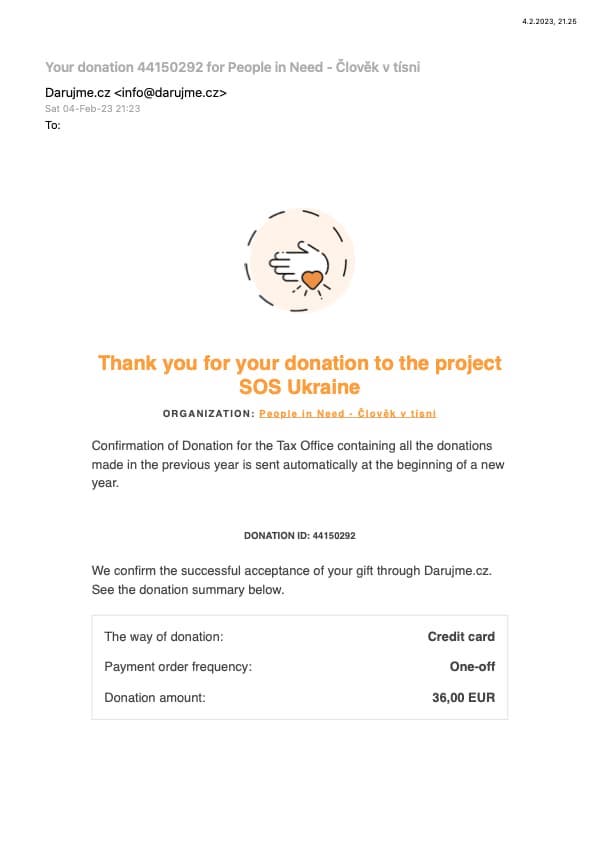 4.2.2023, 21.25
Your donation 44150292 for People in Need - Člověk v tísni
Darujme.cz <info@darujme.cz>
Sat 04-Feb-23 21:23
To:
Thank you for your donation to the project
SOS Ukraine
ORGANIZATION: People in Need - Člověk v tísni
Confirmation of Donation for the Tax Office containing all the donations
made in the previous year is sent automatically at the beginning of a new
year.
DONATION ID: 44150292
We confirm the successful acceptance of your gift through Darujme.cz.
See the donation summary below.
The way of donation: Credit card
Payment order frequency: One-off
Donation amount: 36,00 EUR